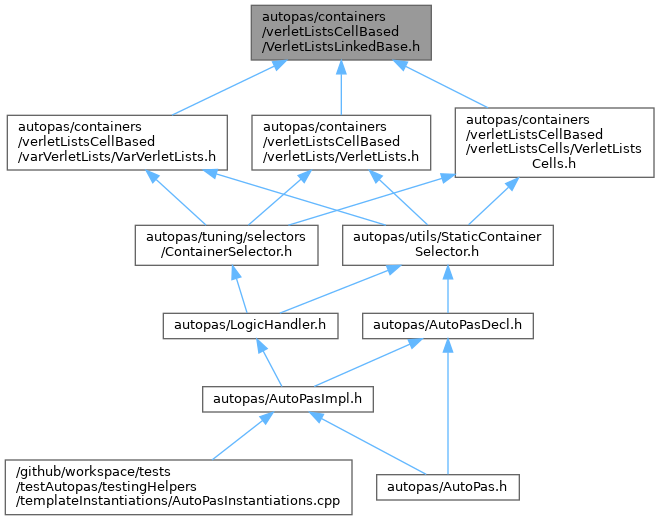 autopas/containers
/verletListsCellBased
/VerletListsLinkedBase.h
autopas/containers
/verletListsCellBased
/varVerletLists/VarVerletLists.h
autopas/containers
/verletListsCellBased
/verletLists/VerletLists.h
autopas/containers
/verletListsCellBased
/verletListsCells/VerletLists
Cells.h
autopas/tuning/selectors
/ContainerSelector.h
autopas/utils/StaticContainer
Selector.h
autopas/LogicHandler.h
autopas/AutoPasDecl.h
autopas/AutoPasImpl.h
/github/workspace/tests
/testAutopas/testingHelpers
/templateInstantiations/AutoPasInstantiations.cpp
autopas/AutoPas.h